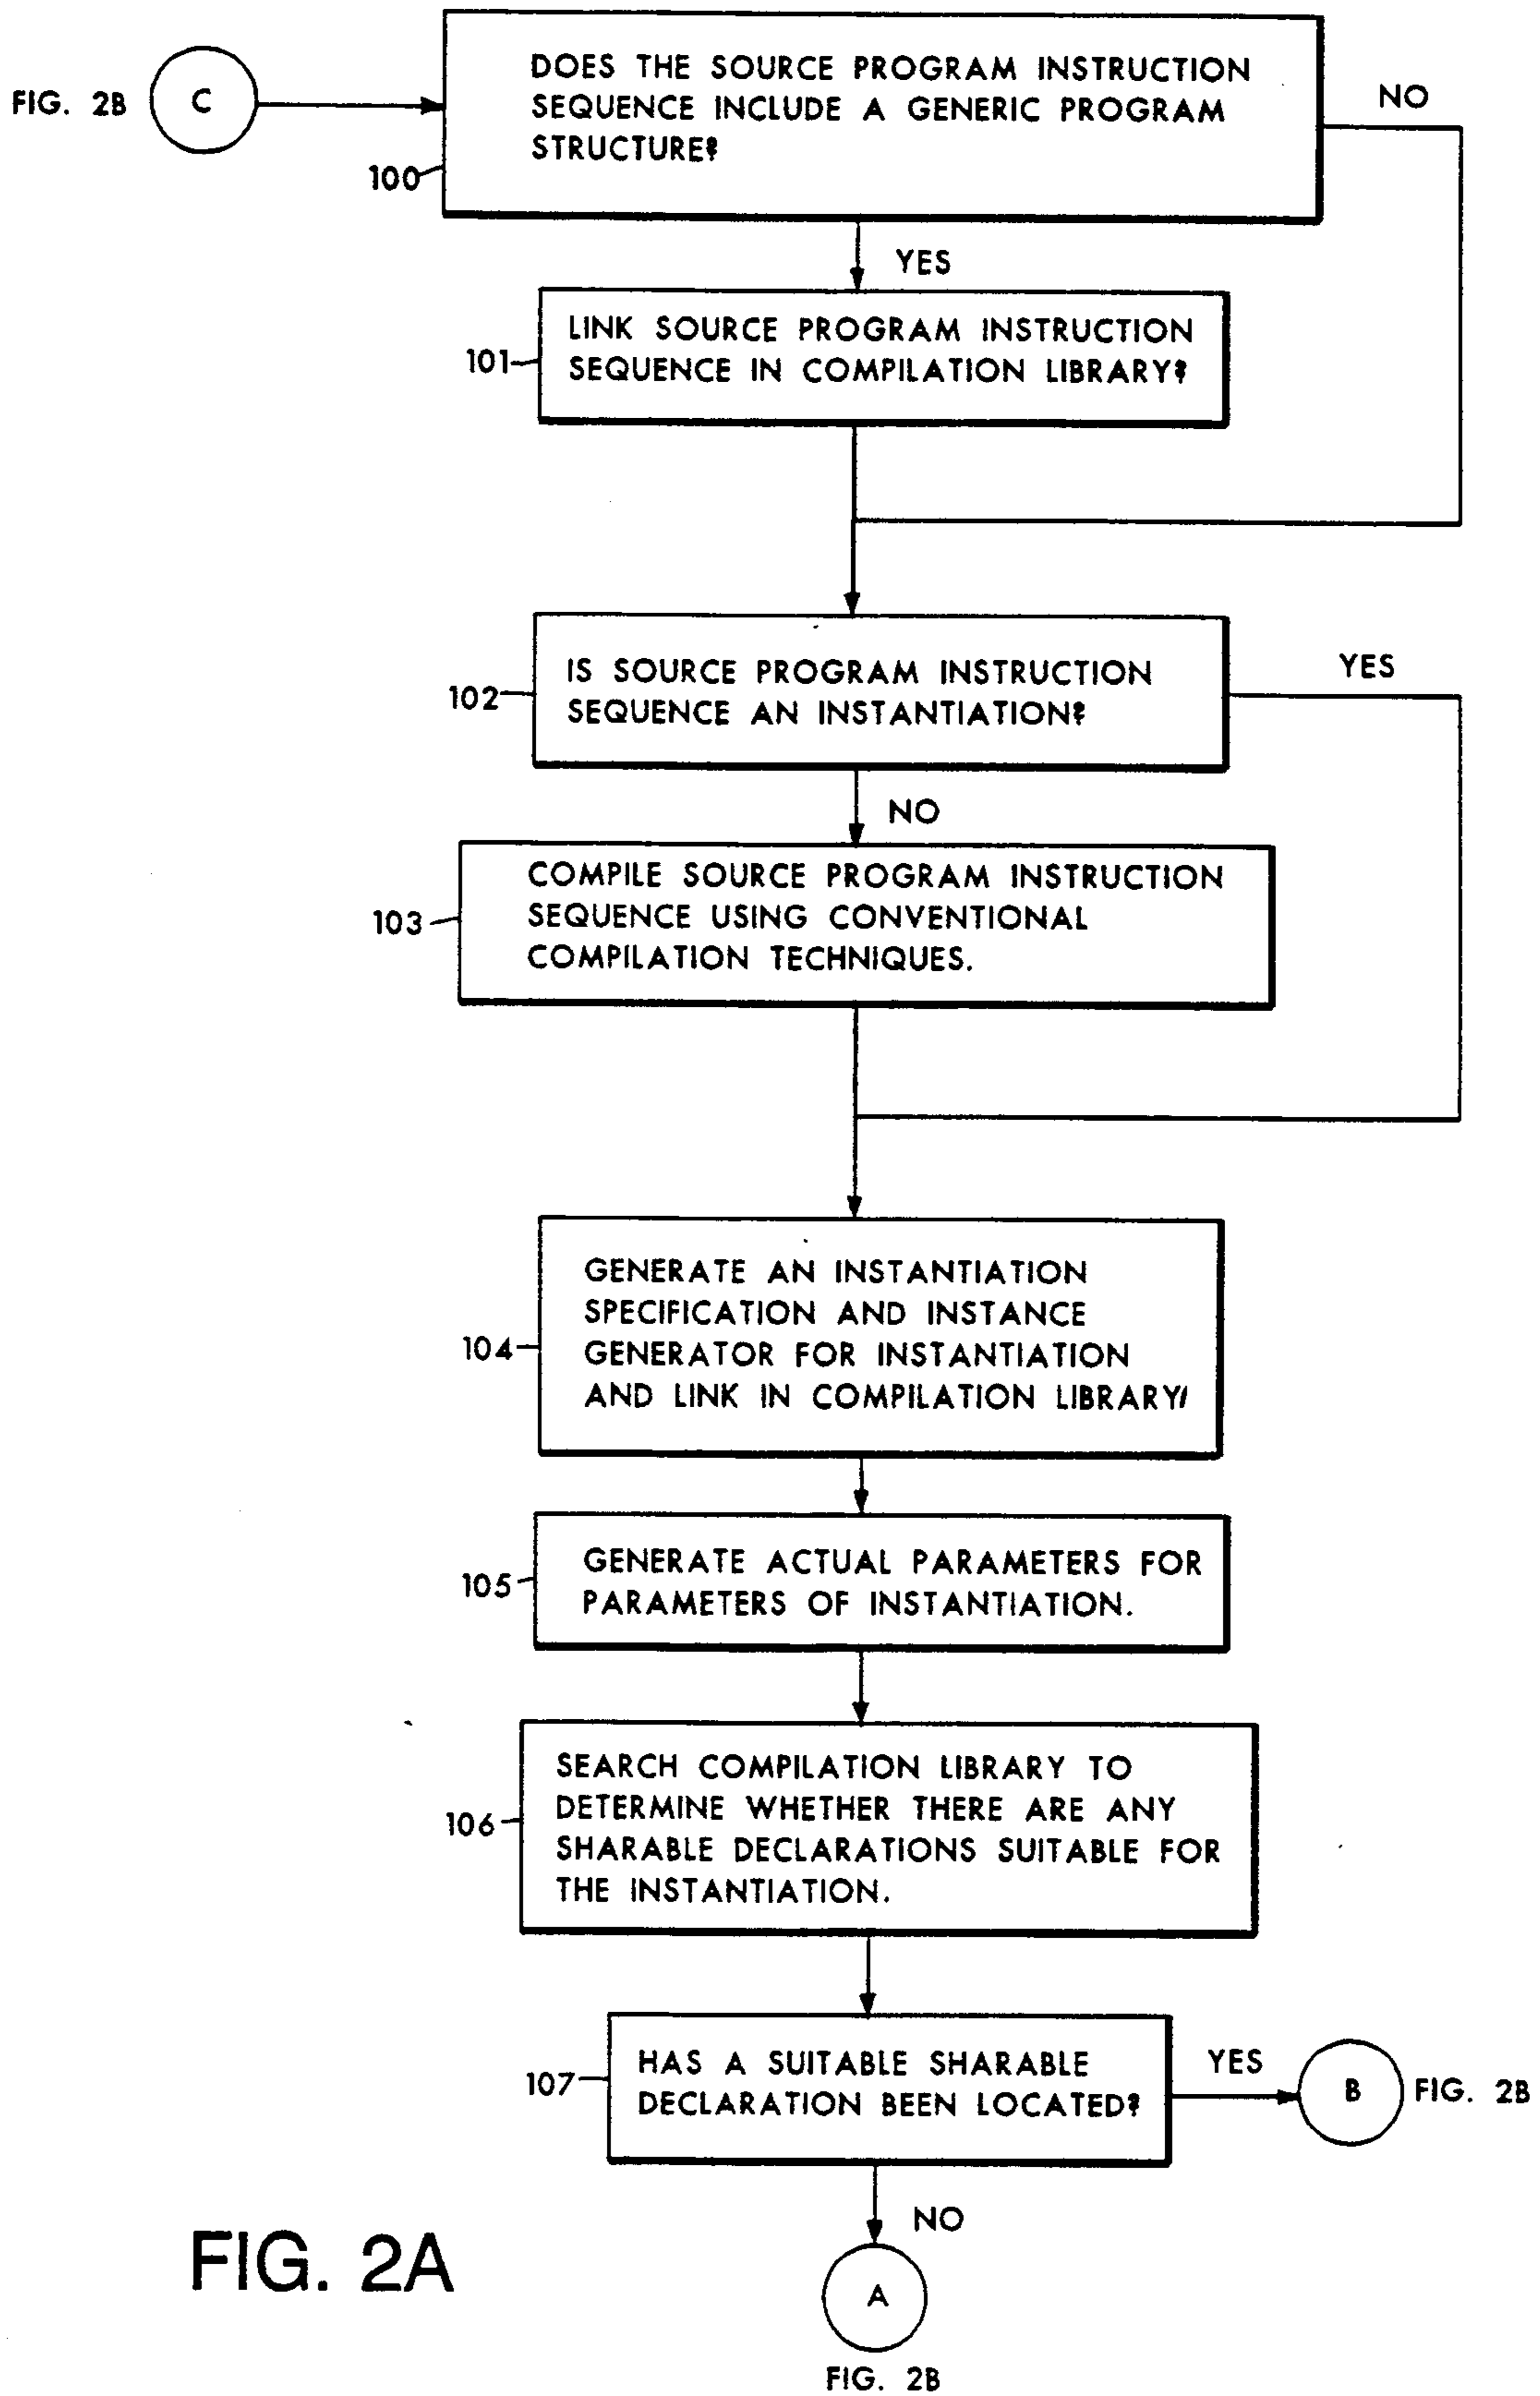 DOES THE SOURCE PROGRAM INSTRUCTION
SEQUENCE INCLUDE A GENERIC PROGRAM
STRUCTURE?
NO
FIG. 2B
C
100
YES
LINK SOURCE PROGRAM INSTRUCTION
SEQUENCE IN COMPILATION LIBRARY?
101
IS SOURCE PROGRAM INSTRUCTION
SEQUENCE AN INSTANTIATION?
YES
102
NO
COMPILE SOURCE PROGRAM INSTRUCTION
SEQUENCE USING CONVENTIONAL
COMPILATION TECHNIQUES.
103
GENERATE AN INSTANTIATION
SPECIFICATION AND INSTANCE
GENERATOR FOR INSTANTIATION
AND LINK IN COMPILATION LIBRARY/
104
GENERATE ACTUAL PARAMETERS FOR
PARAMETERS OF INSTANTIATION.
105
SEARCH COMPILATION LIBRARY TO
DETERMINE WHETHER THERE ARE ANY
SHARABLE DECLARATIONS SUITABLE FOR
THE INSTANTIATION.
106
HAS A SUITABLE SHARABLE
DECLARATION BEEN LOCATED?
107
YES
B
FIG. 2B
NO
A
FIG. 2B
FIG. 2A